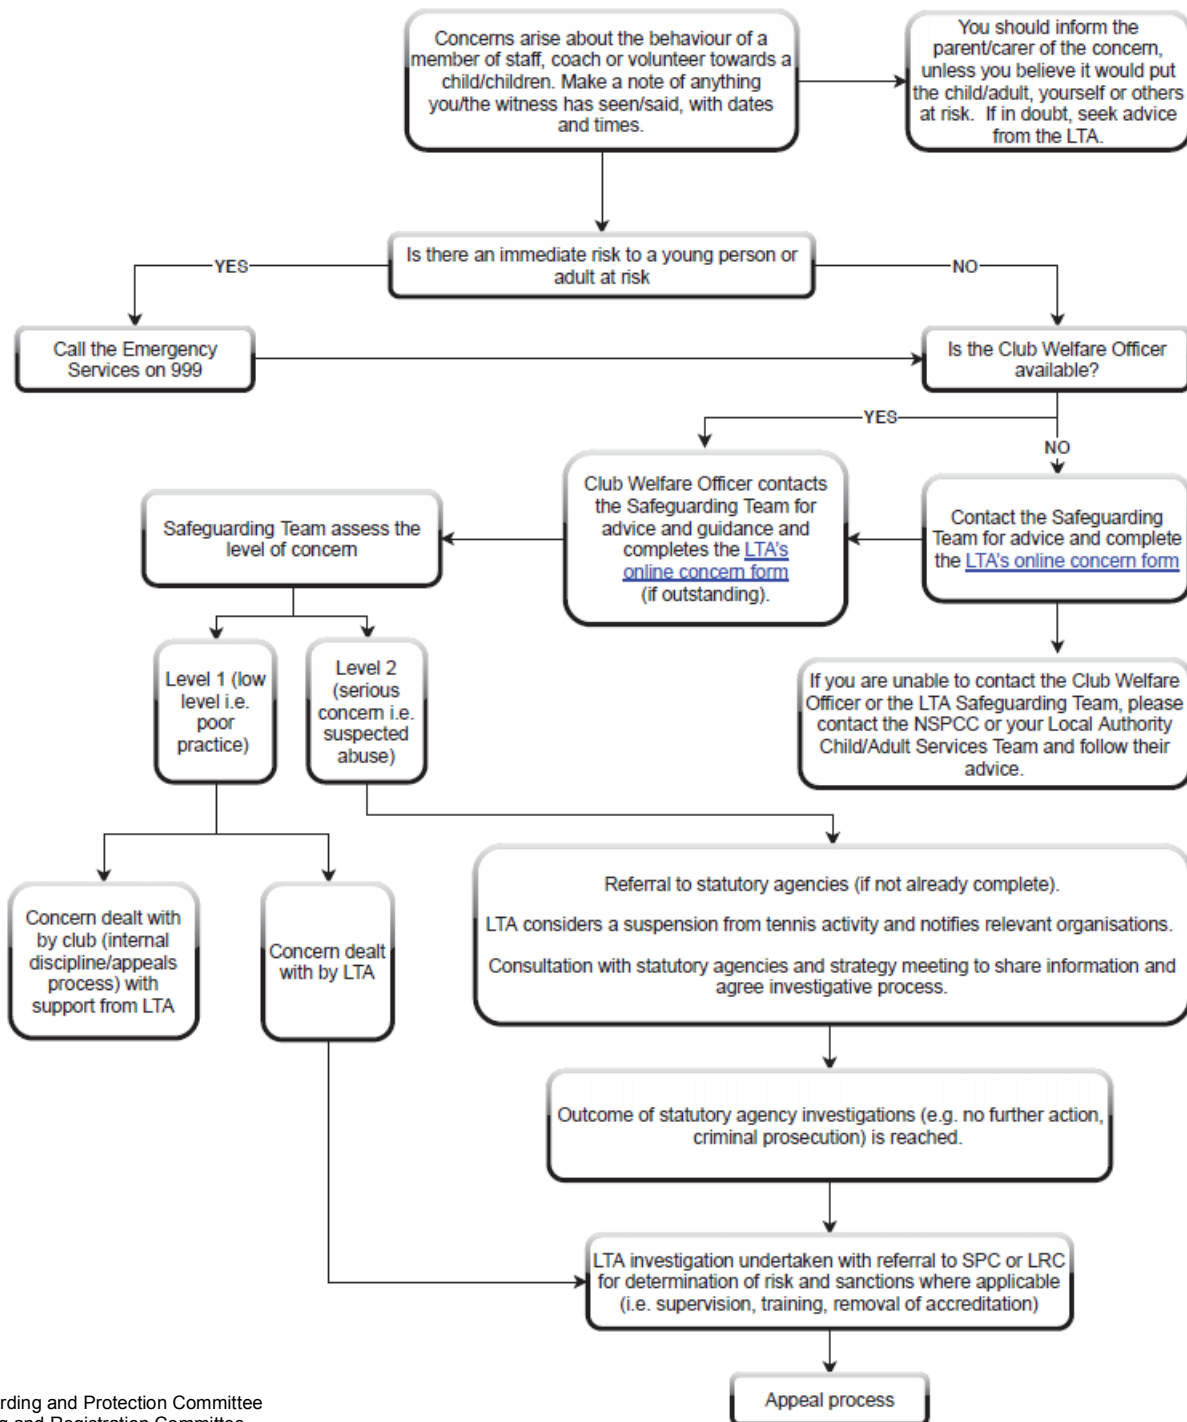 Concerns arise about the behaviour of a
member of staff, coach or volunteer towards a
child/children. Make a note of anything
you/the witness has seen/said, with dates
and times.
You should inform the
parent/carer of the concern,
unless you believe it would put
the child/adult, yourself or others
at risk. If in doubt, seek advice
from the LTA.
Is there an immediate risk to a young person or
adult at risk
YES
NO
Call the Emergency
Services on 999
Is the Club Welfare Officer
available?
YES
NO
Club Welfare Officer contacts
the Safeguarding Team for
advice and guidance and
completes the LTA's
online concern form
(if outstanding).
Contact the Safeguarding
Team for advice and complete
the LTA's online concern form
Safeguarding Team assess the
level of concern
Level 1 (low
level i.e.
poor
practice)
Level 2
(serious
concern i.e.
suspected
abuse)
If you are unable to contact the Club Welfare
Officer or the LTA Safeguarding Team, please
contact the NSPCC or your Local Authority
Child/Adult Services Team and follow their
advice.
Concern dealt with
by club (internal
discipline/appeals
process) with
support from LTA
Concern dealt
with by LTA
Referral to statutory agencies (if not already complete).
LTA considers a suspension from tennis activity and notifies relevant organisations.
Consultation with statutory agencies and strategy meeting to share information and
agree investigative process.
Outcome of statutory agency investigations (e.g. no further action,
criminal prosecution) is reached.
LTA investigation undertaken with referral to SPC or LRC
for determination of risk and sanctions where applicable
(i.e. supervision, training, removal of accreditation)
Appeal process
rding and Protection Committee
and Registration Committee